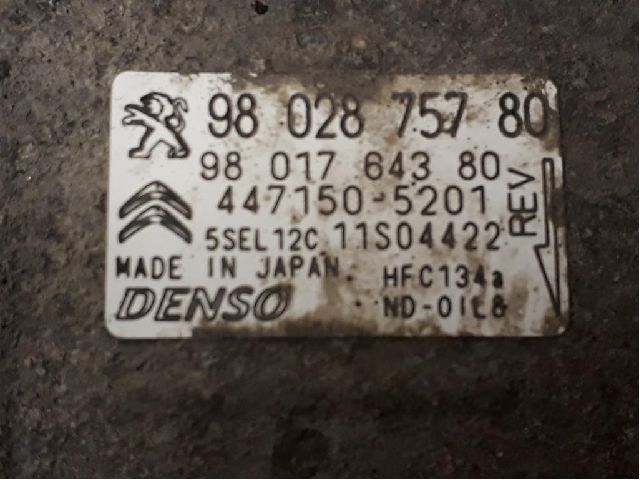 98 028 757 80
98 017 643 80
447150-5201
5SEL12C 11S04422
REV
MADE IN JAPAN. HFC134a
DENSO ND-OIL8